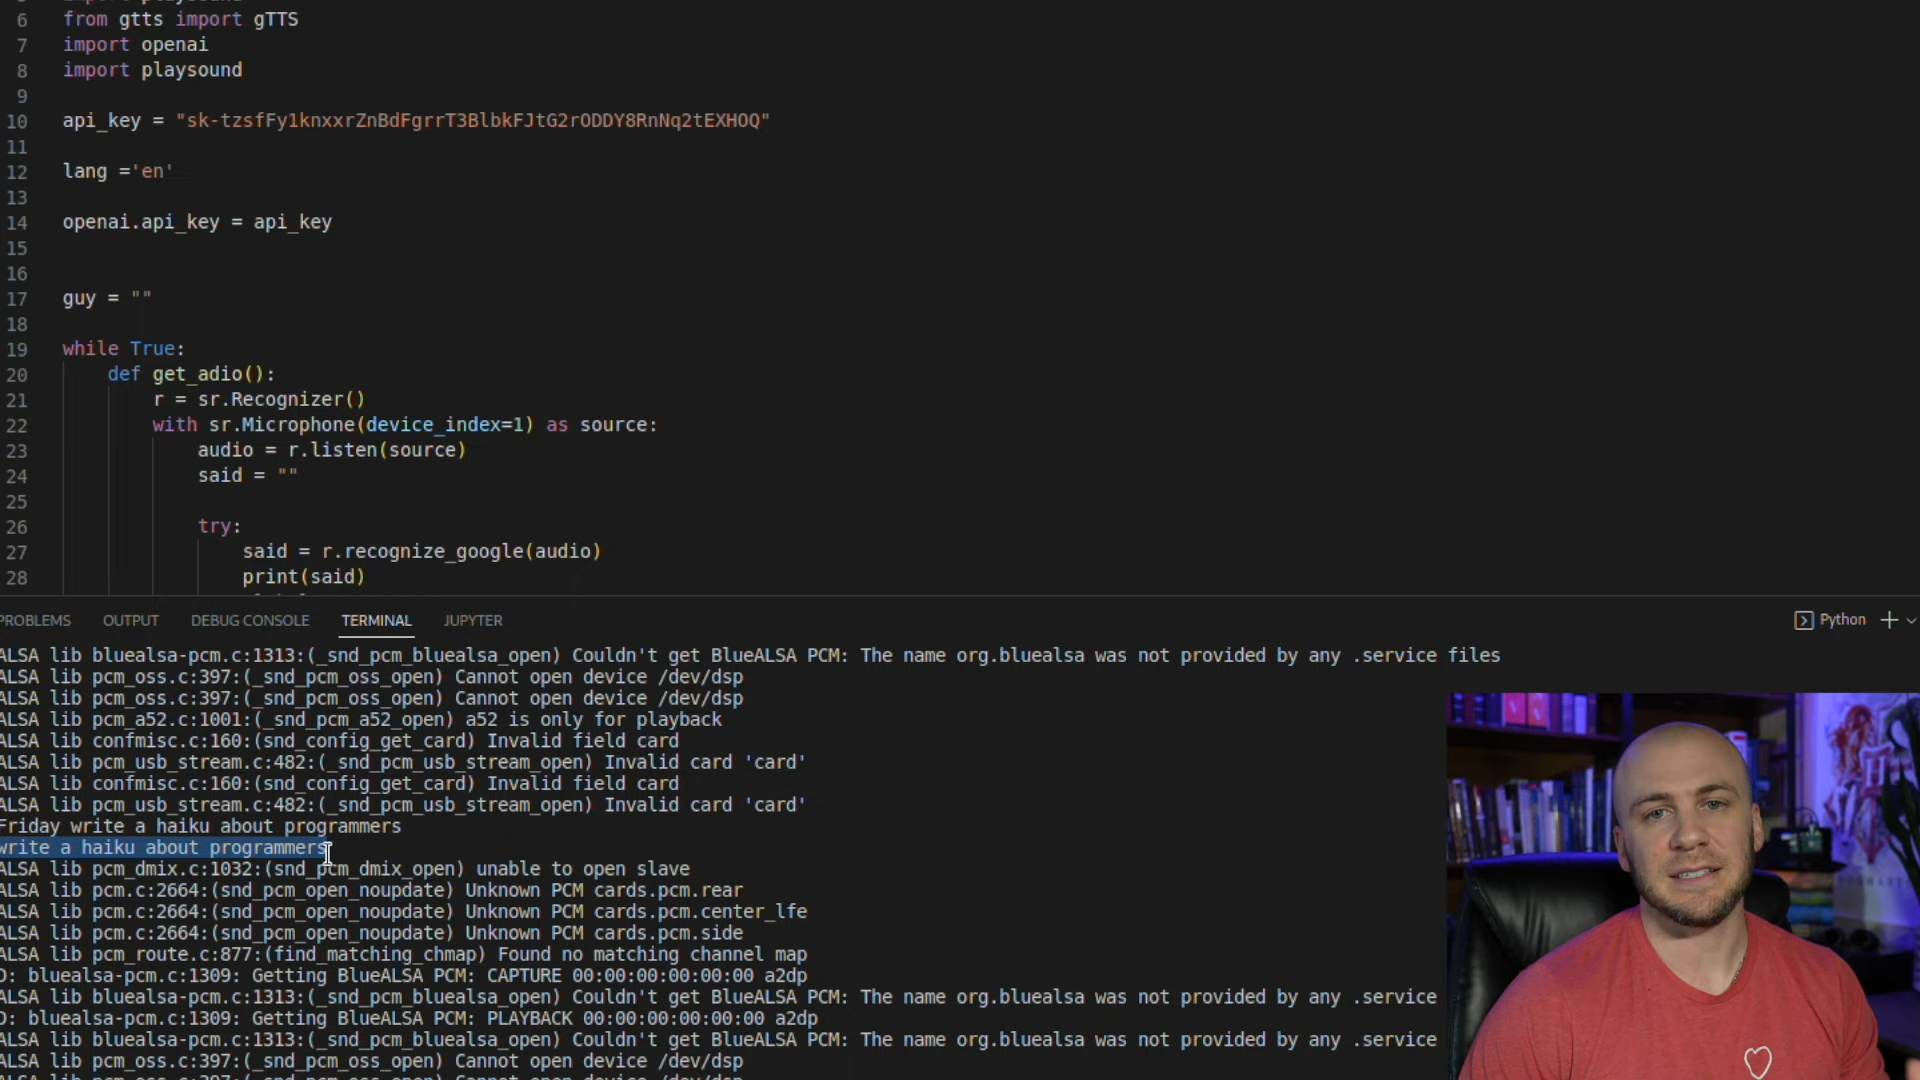 6 from gtts import gTTS
7 import openai
8 import playsound
9
10 api_key = "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"
11
12 lang ='en'
13
14 openai.api_key = api_key
15
16
17 guy = ""
18
19 while True:
20 def get_adio():
21 r = sr.Recognizer()
22 with sr.Microphone(device_index=1) as source:
23 audio = r.listen(source)
24 said = ""
25
26 try:
27 said = r.recognize_google(audio)
28 print(said)
PROBLEMS OUTPUT DEBUG CONSOLE TERMINAL JUPYTER Python
ALSA lib bluealsa-pcm.c:1313:(_snd_pcm_bluealsa_open) Couldn't get BlueALSA PCM: The name org.bluealsa was not provided by any .service files
ALSA lib pcm_oss.c:397:(_snd_pcm_oss_open) Cannot open device /dev/dsp
ALSA lib pcm_oss.c:397:(_snd_pcm_oss_open) Cannot open device /dev/dsp
ALSA lib pcm_a52.c:1001:(_snd_pcm_a52_open) a52 is only for playback
ALSA lib confmisc.c:160:(snd_config_get_card) Invalid field card
ALSA lib pcm_usb_stream.c:482:(_snd_pcm_usb_stream_open) Invalid card 'card'
ALSA lib confmisc.c:160:(snd_config_get_card) Invalid field card
ALSA lib pcm_usb_stream.c:482:(_snd_pcm_usb_stream_open) Invalid card 'card'
Friday write a haiku about programmers
write a haiku about programmers
ALSA lib pcm_dmix.c:1032:(snd_pcm_dmix_open) unable to open slave
ALSA lib pcm.c:2664:(snd_pcm_open_noupdate) Unknown PCM cards.pcm.rear
ALSA lib pcm.c:2664:(snd_pcm_open_noupdate) Unknown PCM cards.pcm.center_lfe
ALSA lib pcm.c:2664:(snd_pcm_open_noupdate) Unknown PCM cards.pcm.side
ALSA lib pcm_route.c:877:(find_matching_chmap) Found no matching channel map
D: bluealsa-pcm.c:1309: Getting BlueALSA PCM: CAPTURE 00:00:00:00:00:00 a2dp
ALSA lib bluealsa-pcm.c:1313:(_snd_pcm_bluealsa_open) Couldn't get BlueALSA PCM: The name org.bluealsa was not provided by any .service
D: bluealsa-pcm.c:1309: Getting BlueALSA PCM: PLAYBACK 00:00:00:00:00:00 a2dp
ALSA lib bluealsa-pcm.c:1313:(_snd_pcm_bluealsa_open) Couldn't get BlueALSA PCM: The name org.bluealsa was not provided by any .service
ALSA lib pcm_oss.c:397:(_snd_pcm_oss_open) Cannot open device /dev/dsp